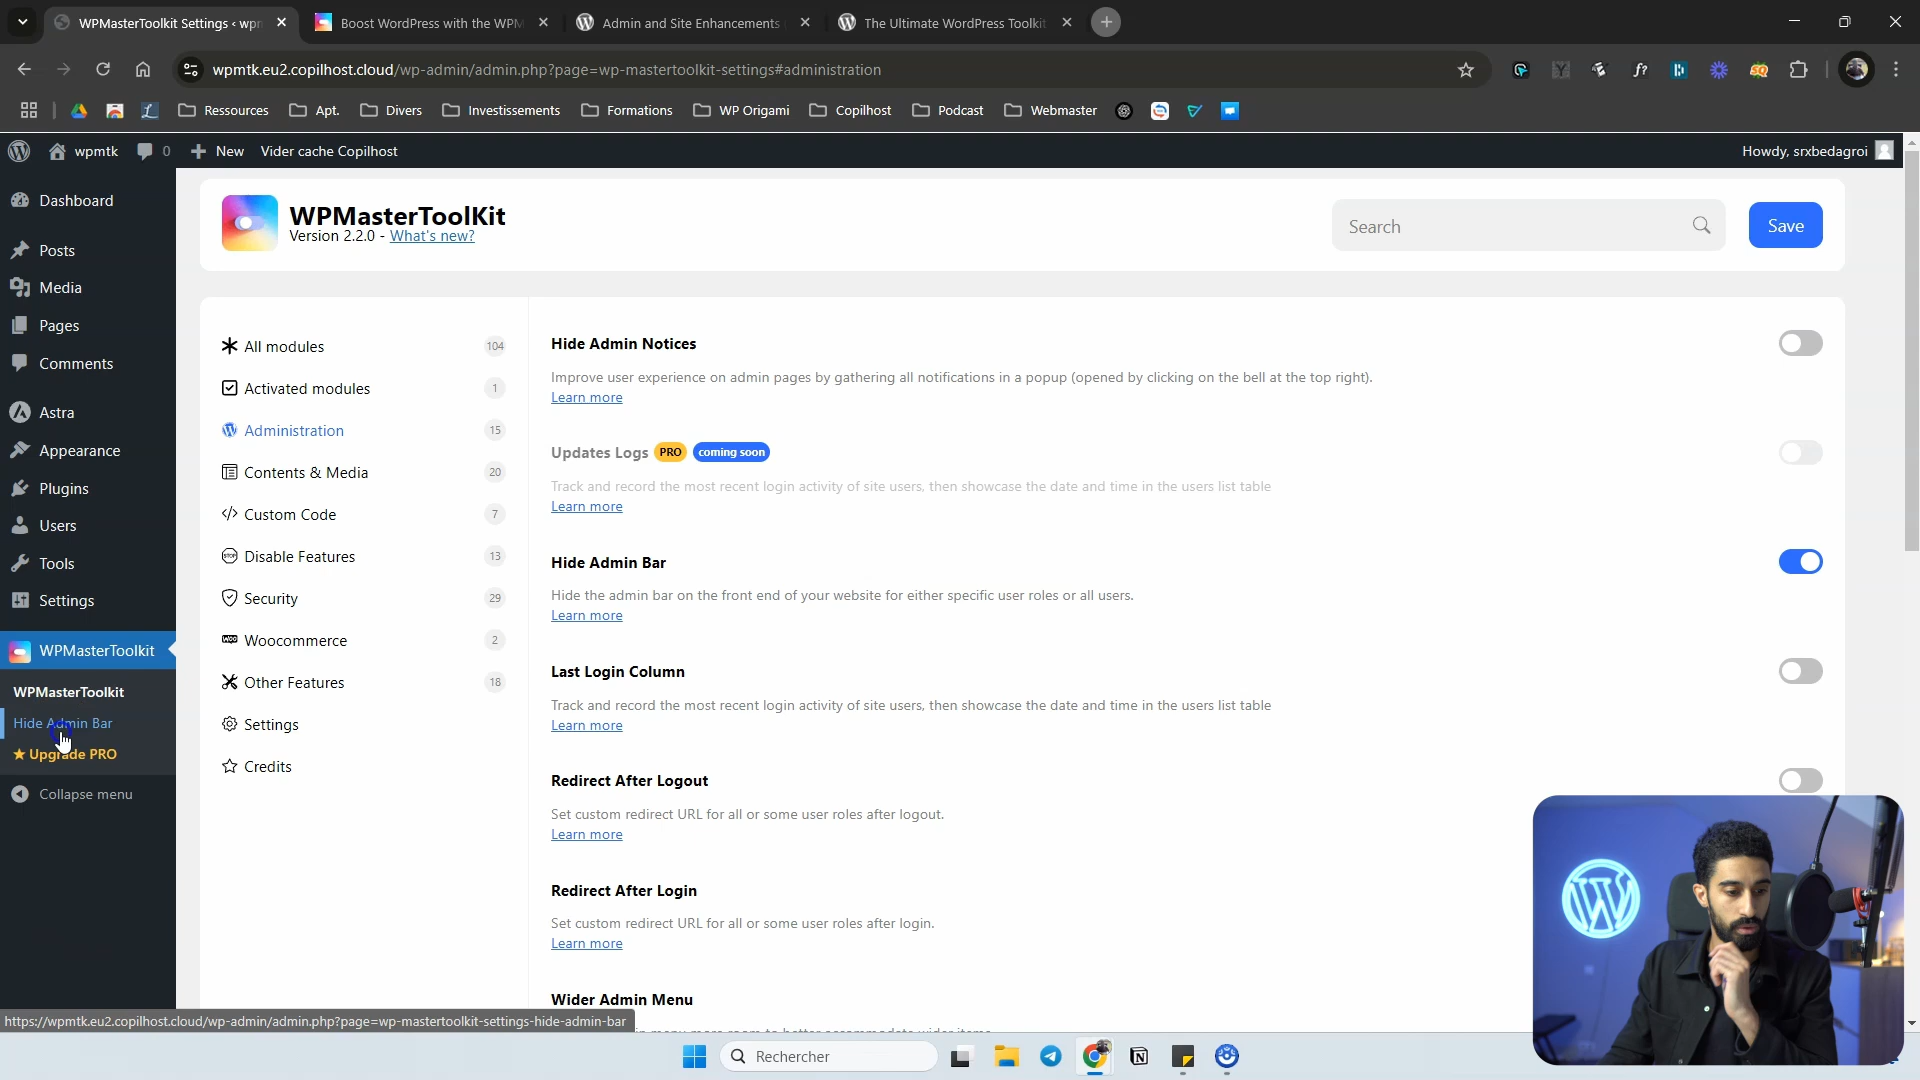 WPMasterToolkit Settings ‹ wpr
Boost WordPress with the WPM
Admin and Site Enhancements
The Ultimate WordPress Toolkit
wpmtk.eu2.copilhost.cloud/wp-admin/admin.php?page=wp-mastertoolkit-settings#administration
Ressources
Apt.
Divers
Investissements
Formations
WP Origami
Copilhost
Podcast
Webmaster
wpmtk
0
New
Vider cache Copilhost
Howdy, srxbedagroi
Dashboard
Posts
Media
Pages
Comments
Astra
Appearance
Plugins
Users
Tools
Settings
WPMasterToolkit
WPMasterToolkit
Hide Admin Bar
Upgrade PRO
Collapse menu
WPMasterToolKit
Version 2.2.0 - What's new?
Search
Save
All modules 104
Activated modules 1
Administration 15
Contents & Media 20
Custom Code 7
Disable Features 13
Security 29
Woocommerce 2
Other Features 18
Settings
Credits
Hide Admin Notices
Improve user experience on admin pages by gathering all notifications in a popup (opened by clicking on the bell at the top right).
Learn more
Updates Logs PRO coming soon
Track and record the most recent login activity of site users, then showcase the date and time in the users list table
Learn more
Hide Admin Bar
Hide the admin bar on the front end of your website for either specific user roles or all users.
Learn more
Last Login Column
Track and record the most recent login activity of site users, then showcase the date and time in the users list table
Learn more
Redirect After Logout
Set custom redirect URL for all or some user roles after logout.
Learn more
Redirect After Login
Set custom redirect URL for all or some user roles after login.
Learn more
Wider Admin Menu
https://wpmtk.eu2.copilhost.cloud/wp-admin/admin.php?page=wp-mastertoolkit-settings-hide-admin-bar
Rechercher